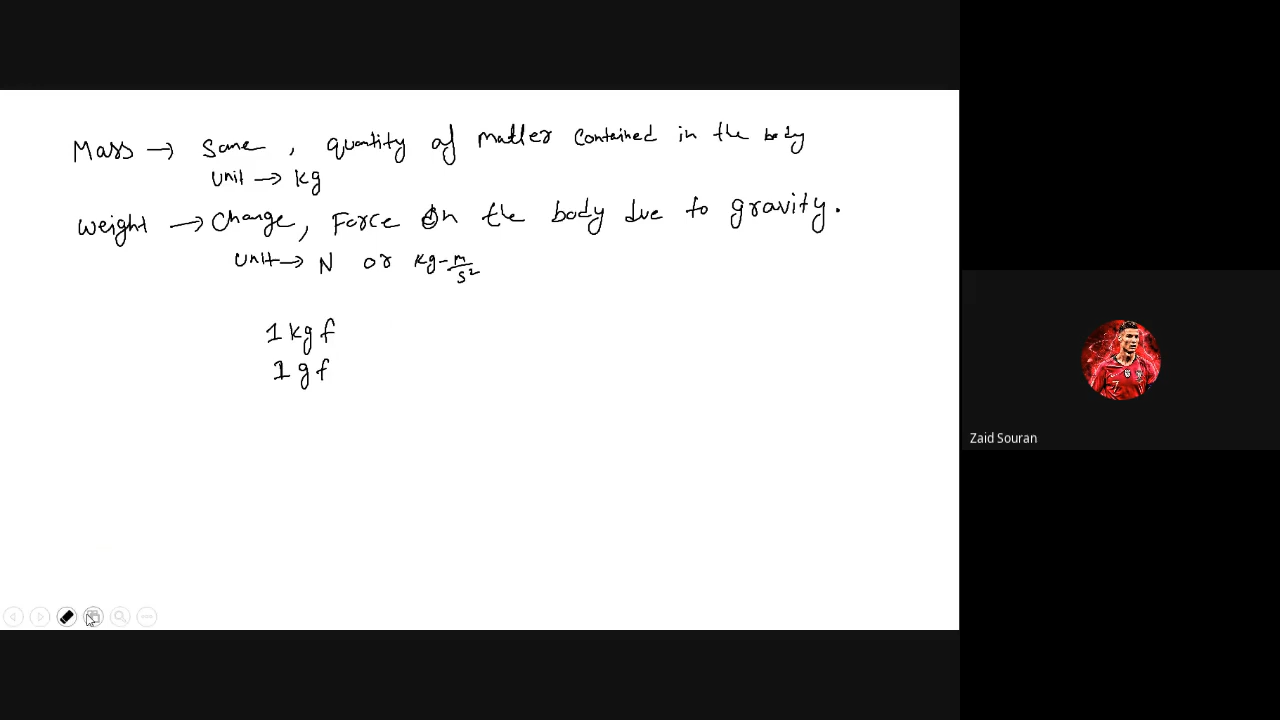 Mass → Same, quantity of matter contained in the body
unit → kg
Weight → Change, Force on the body due to gravity.
unit → N or kg-m/s²
1 kg f
1 g f
Zaid Souran